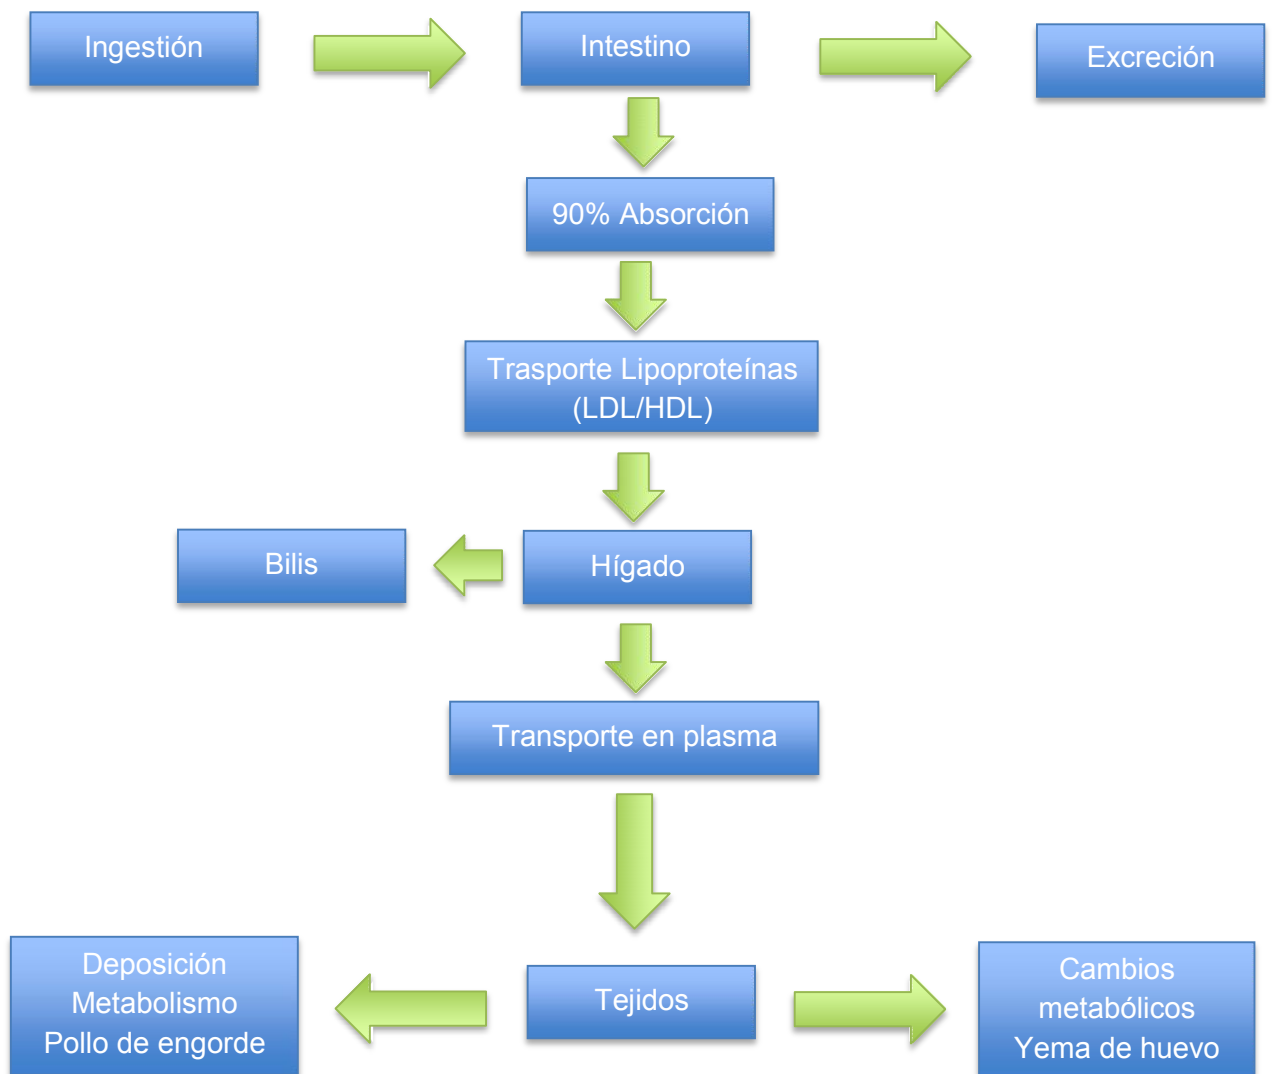 Ingestión
Intestino
Excreción
90% Absorción
Trasporte Lipoproteínas
(LDL/HDL)
Bilis
Hígado
Transporte en plasma
Deposición
Metabolismo
Pollo de engorde
Tejidos
Cambios
metabólicos
Yema de huevo